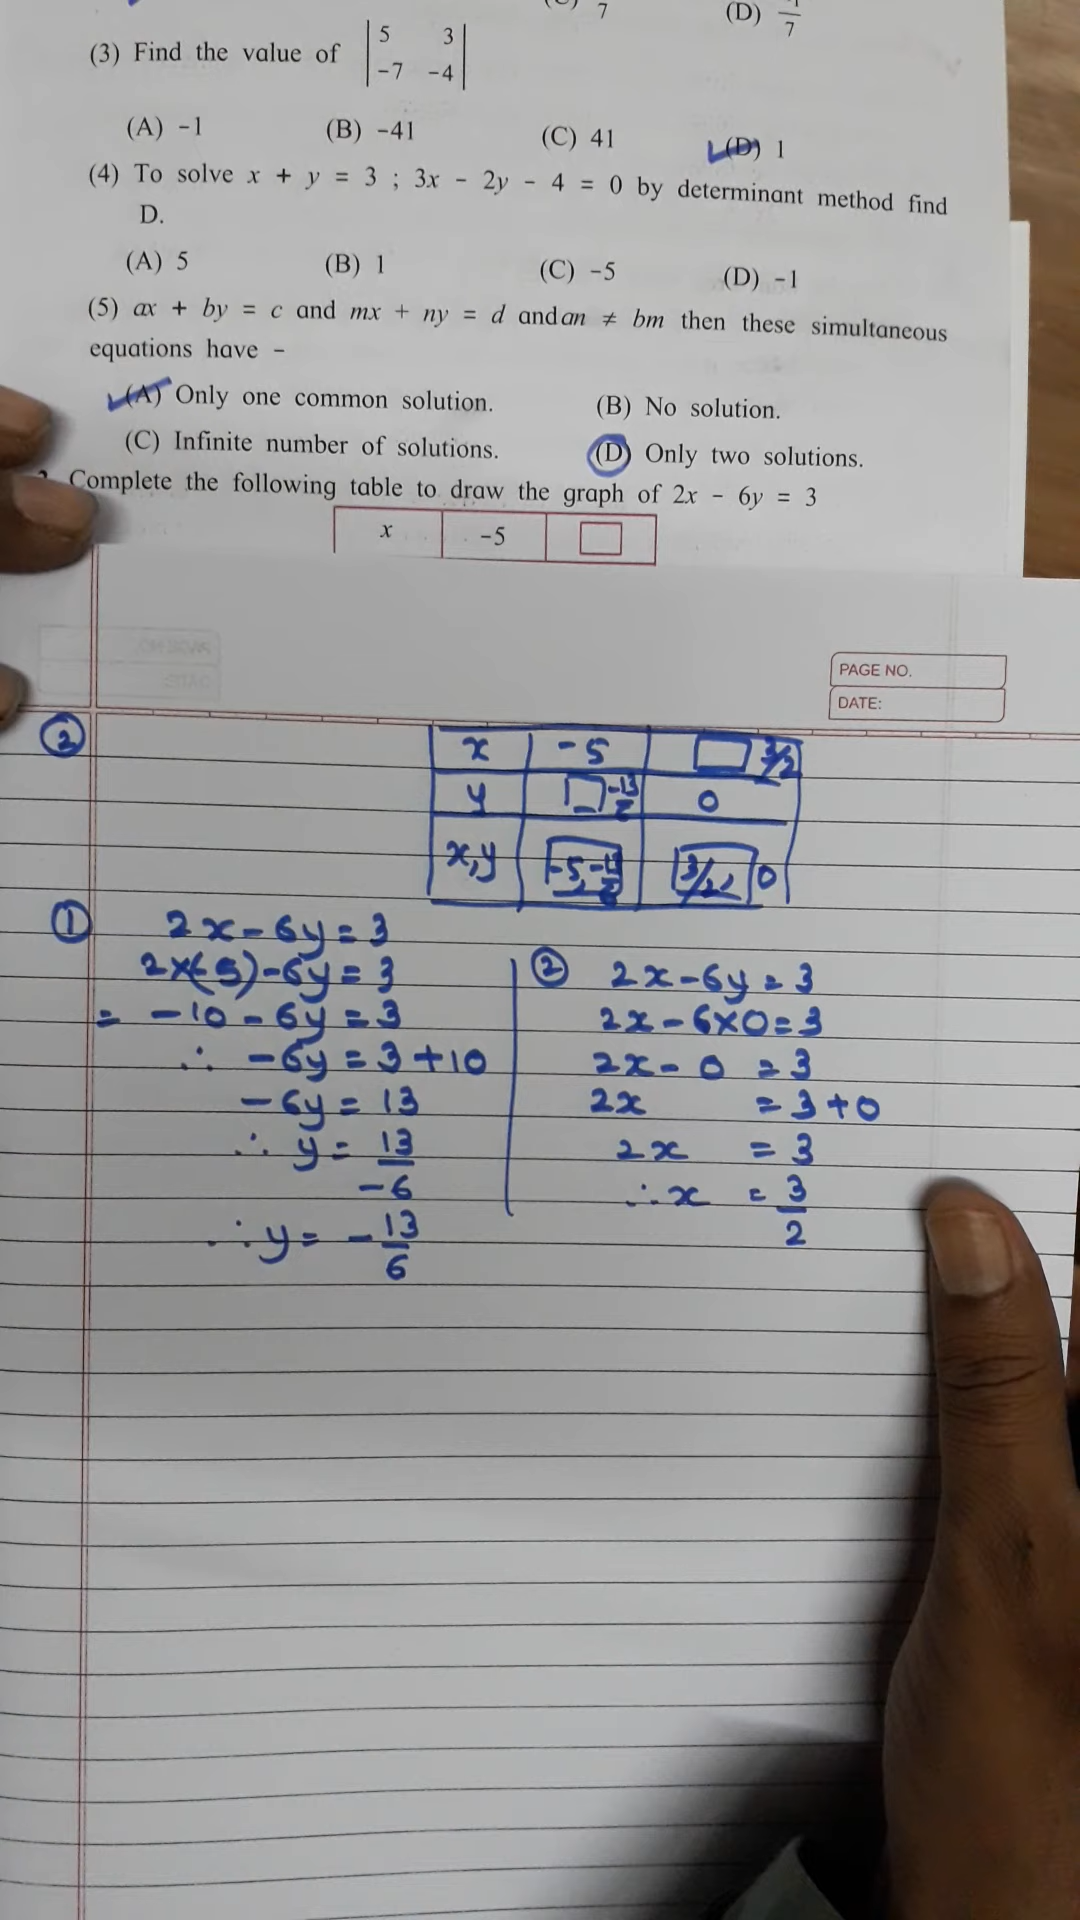 (C) 7 (D) -1/7
(3) Find the value of | 5 3 |
| -7 -4 |
(A) -1 (B) -41 (C) 41 (D) 1
(4) To solve x + y = 3 ; 3x - 2y - 4 = 0 by determinant method find
D.
(A) 5 (B) 1 (C) -5 (D) -1
(5) ax + by = c and mx + ny = d and an ≠ bm then these simultaneous
equations have -
(A) Only one common solution. (B) No solution.
(C) Infinite number of solutions. (D) Only two solutions.
Complete the following table to draw the graph of 2x - 6y = 3
x -5
PAGE NO.
DATE:
②
x -5 3/2
y -13/6 0
x,y -5, -13/6 3/2, 0
① 2x - 6y = 3
2×(-5) - 6y = 3
= -10 - 6y = 3
∴ -6y = 3 + 10
-6y = 13
∴ y = 13/-6
∴ y = -13/6
② 2x - 6y = 3
2x - 6×0 = 3
2x - 0 = 3
2x = 3 + 0
2x = 3
∴ x = 3/2